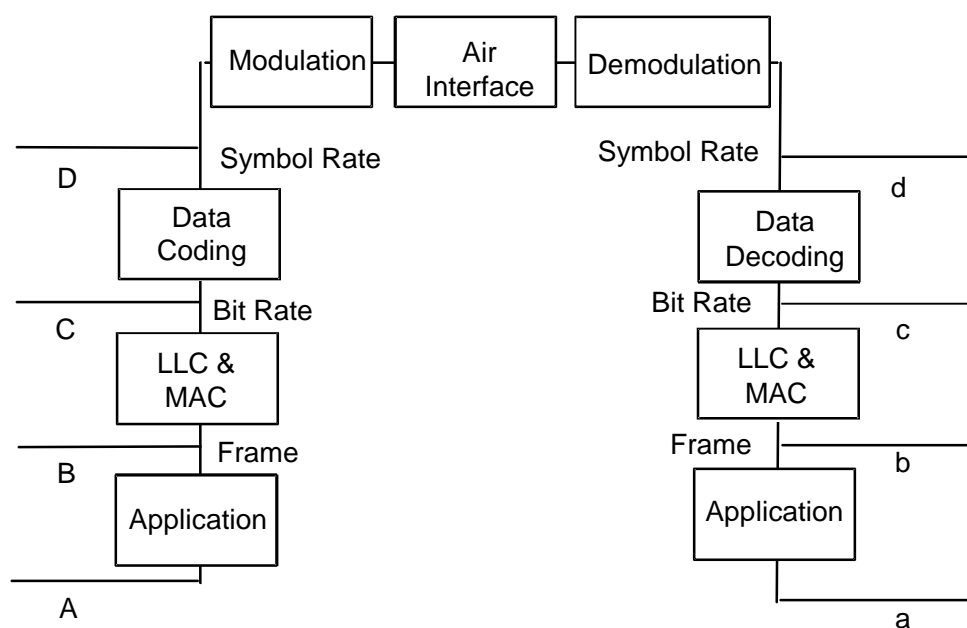 Modulation
Air
Interface
Demodulation
Symbol Rate
Symbol Rate
D
d
Data
Coding
Data
Decoding
Bit Rate
Bit Rate
C
c
LLC &
MAC
LLC &
MAC
Frame
Frame
B
b
Application
Application
A
a